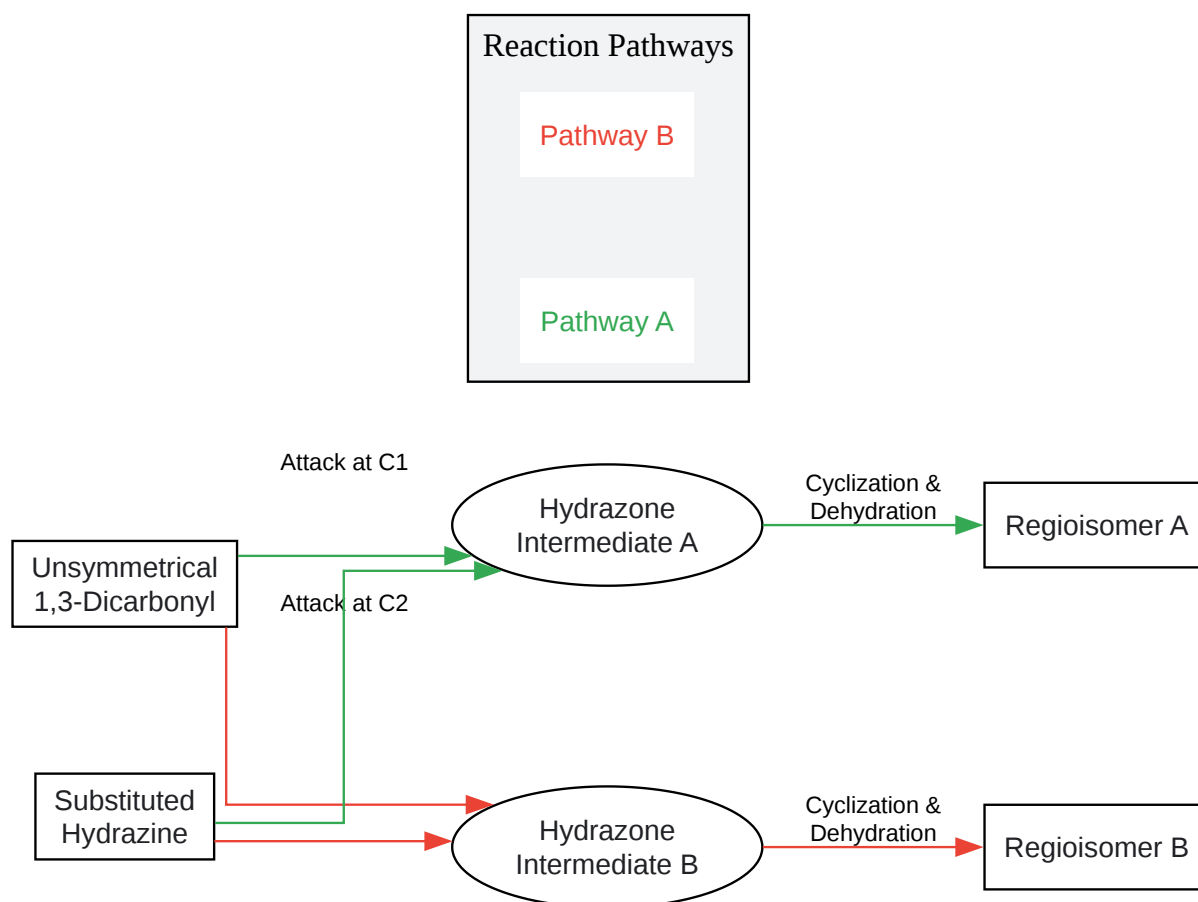 Reaction Pathways
Pathway B
Pathway A
Attack at C1
Cyclization &
Dehydration
Hydrazone
Intermediate A
Regioisomer A
Unsymmetrical
1,3-Dicarbonyl
Attack at C2
Substituted
Hydrazine
Cyclization &
Dehydration
Hydrazone
Intermediate B
Regioisomer B